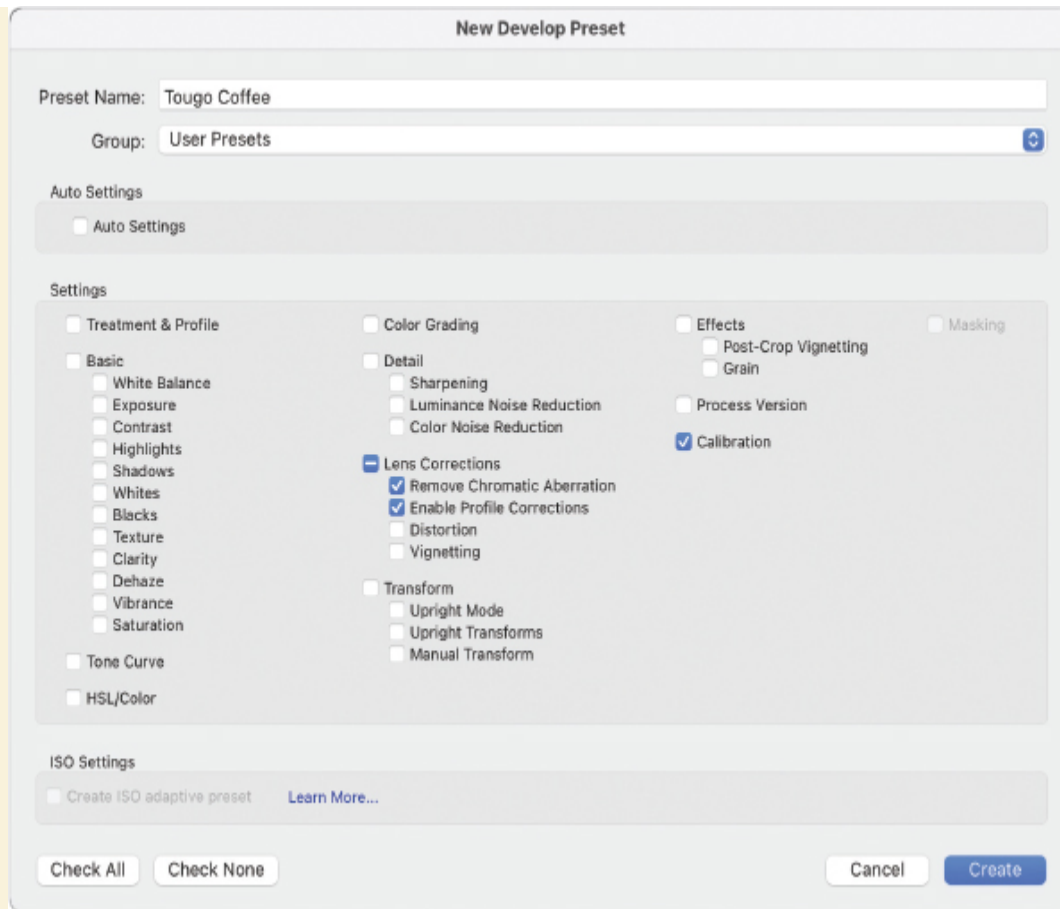 New Develop Preset
Preset Name: Tougo Coffee
Group: User Presets
Auto Settings
Auto Settings
Settings
Treatment & Profile
Basic
White Balance
Exposure
Contrast
Highlights
Shadows
Whites
Blacks
Texture
Clarity
Dehaze
Vibrance
Saturation
Tone Curve
HSL/Color
Color Grading
Detail
Sharpening
Luminance Noise Reduction
Color Noise Reduction
Lens Corrections
Remove Chromatic Aberration
Enable Profile Corrections
Distortion
Vignetting
Transform
Upright Mode
Upright Transforms
Manual Transform
Effects
Post-Crop Vignetting
Grain
Process Version
Calibration
Masking
ISO Settings
Create ISO adaptive preset Learn More...
Check All Check None Cancel Create